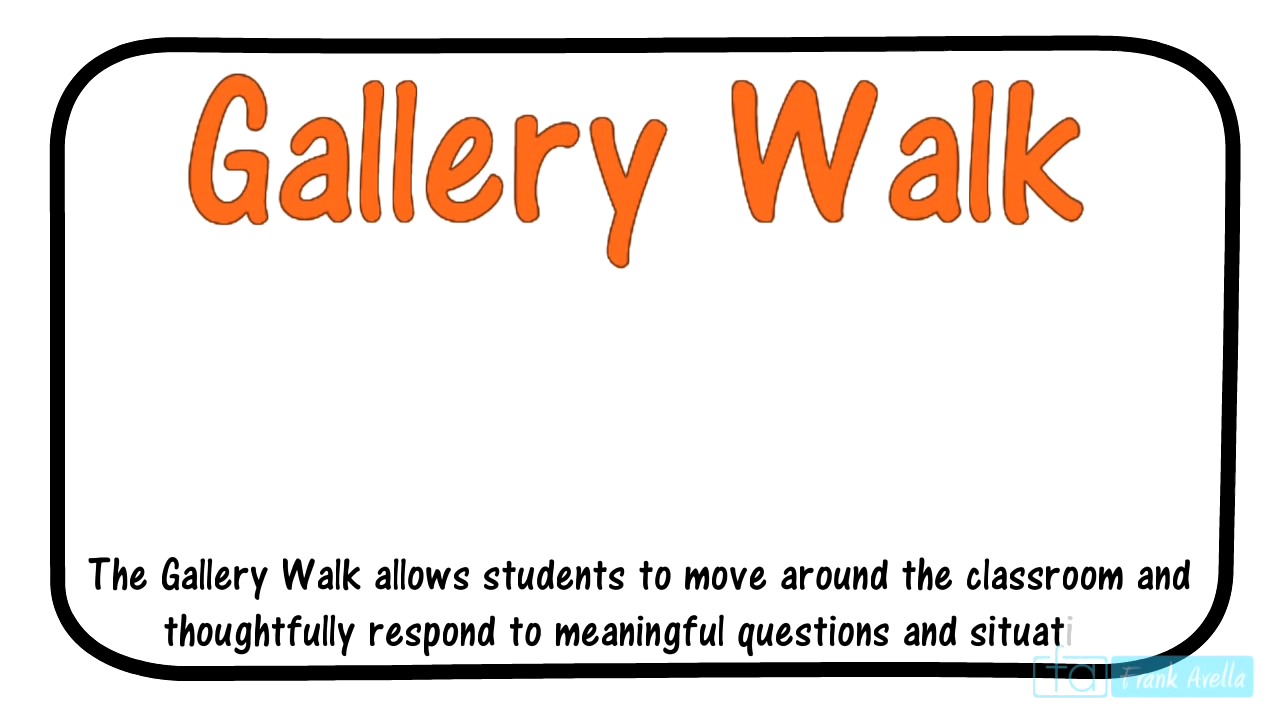 Gallery Walk
The Gallery Walk allows students to move around the classroom and
thoughtfully respond to meaningful questions and situati
fa Frank Avella